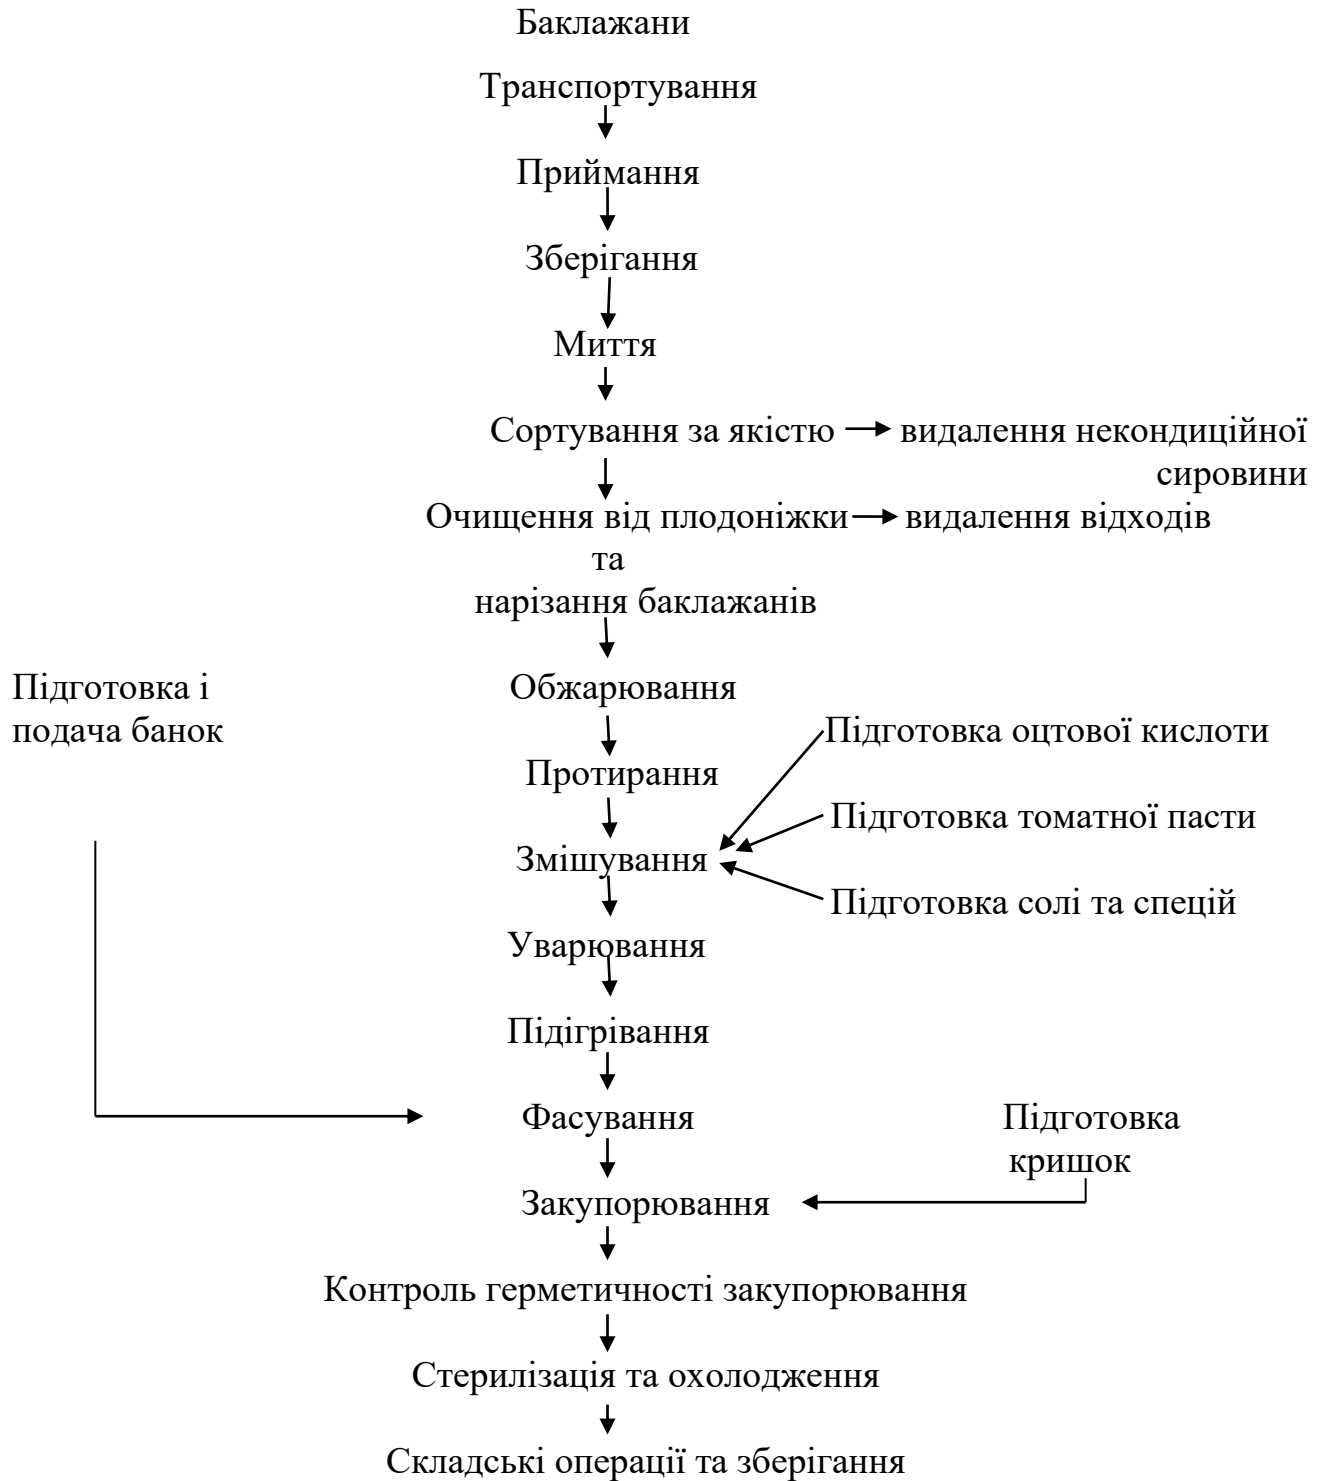 Баклажани
Транспортування
Приймання
Зберігання
Миття
Сортування за якістю
видалення некондиційної
сировини
Очищення від плодоніжки
видалення відходів
та
нарізання баклажанів
Підготовка і
подача банок
Обжарювання
Підготовка оцтової кислоти
Протирання
Підготовка томатної пасти
Змішування
Підготовка солі та спецій
Уварювання
Підігрівання
Фасування
Підготовка
кришок
Закупорювання
Контроль герметичності закупорювання
Стерилізація та охолодження
Складські операції та зберігання